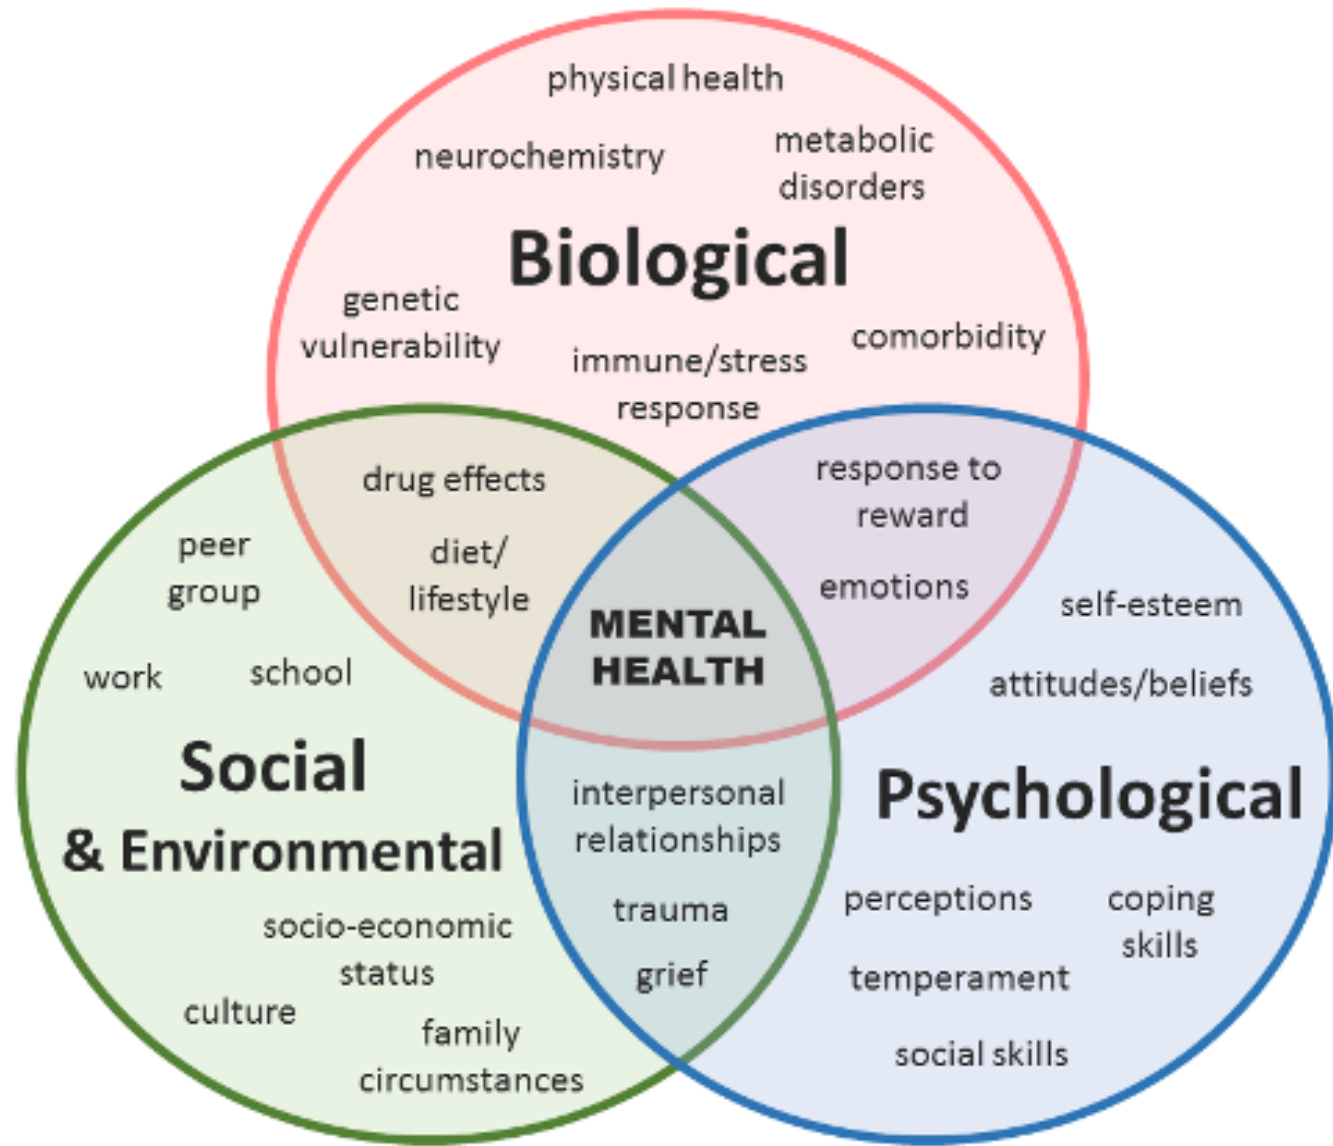 physical health
neurochemistry
metabolic
disorders
Biological
genetic
vulnerability
immune/stress
response
comorbidity
drug effects
diet/
lifestyle
response to
reward
emotions
MENTAL
HEALTH
peer
group
work
school
Social
& Environmental
socio-economic
status
culture
family
circumstances
interpersonal
relationships
trauma
grief
self-esteem
attitudes/beliefs
Psychological
perceptions
coping
skills
temperament
social skills